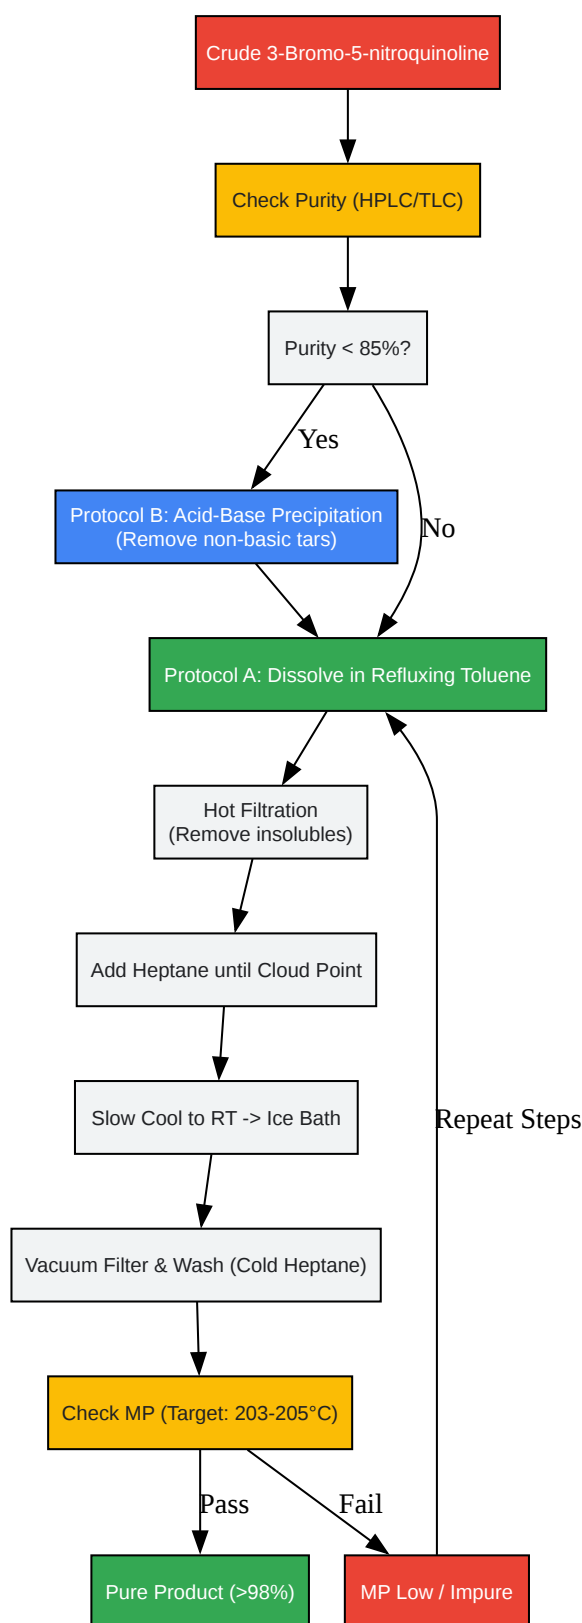 Crude 3-Bromo-5-nitroquinoline
Check Purity (HPLC/TLC)
Purity < 85%?
Yes
Protocol B: Acid-Base Precipitation
(Remove non-basic tars)
No
Protocol A: Dissolve in Refluxing Toluene
Hot Filtration
(Remove insolubles)
Add Heptane until Cloud Point
Slow Cool to RT -> Ice Bath
Repeat Steps
Vacuum Filter & Wash (Cold Heptane)
Check MP (Target: 203-205°C)
Pass
Fail
Pure Product (>98%)
MP Low / Impure